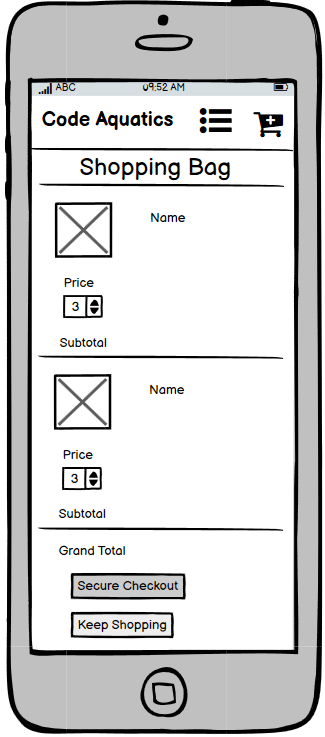 ABC 09:52 AM
Code Aquatics
Shopping Bag
Name
Price
3
Subtotal
Name
Price
3
Subtotal
Grand Total
Secure Checkout
Keep Shopping